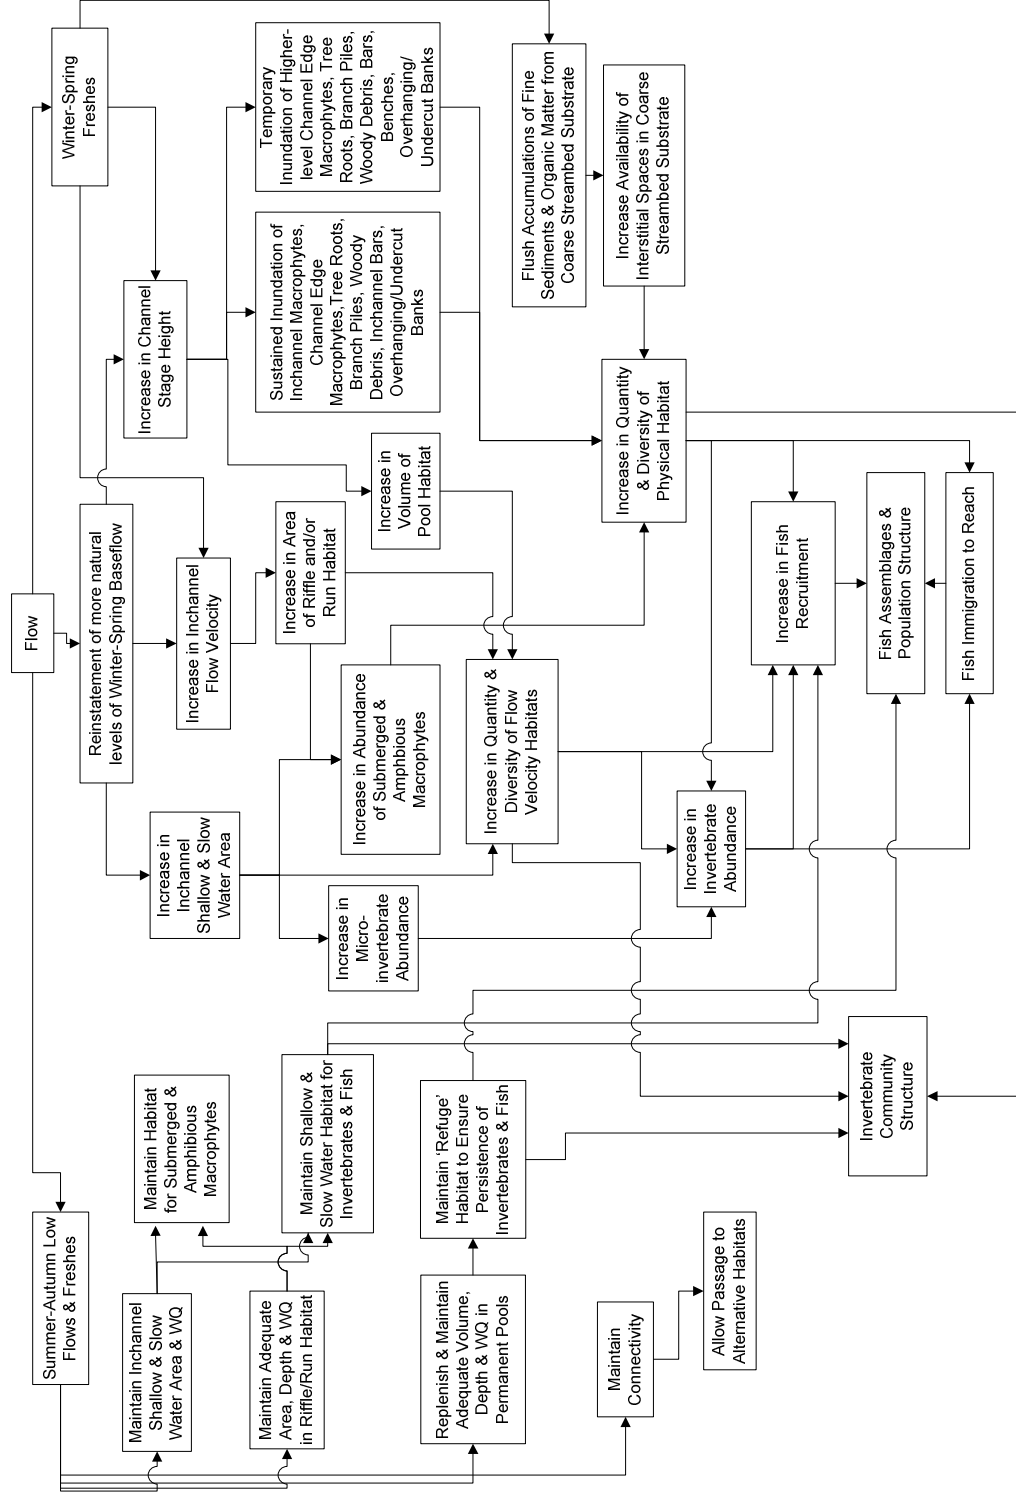 Flow
Winter-Spring
Freshes
Reinstatement of more natural
levels of Winter-Spring Baseflow
Summer-Autumn Low
Flows & Freshes
Increase in Channel
Stage Height
Increase in Inchannel
Flow Velocity
Increase in
Inchannel
Shallow & Slow
Water Area
Maintain Habitat
for Submerged &
Amphibious
Macrophytes
Maintain Inchannel
Shallow & Slow
Water Area & WQ
Temporary
Inundation of Higher-
level Channel Edge
Macrophytes, Tree
Roots, Branch Piles,
Woody Debris, Bars,
Benches,
Overhanging/
Undercut Banks
Sustained Inundation of
Inchannel Macrophytes,
Channel Edge
Macrophytes,Tree Roots,
Branch Piles, Woody
Debris, Inchannel Bars,
Overhanging/Undercut
Banks
Increase in Area
of Riffle and/or
Run Habitat
Increase in
Volume of
Pool Habitat
Increase in Abundance
of Submerged &
Amphbious
Macrophytes
Increase in
Micro-
invertebrate
Abundance
Maintain Shallow &
Slow Water Habitat for
Invertebrates & Fish
Maintain Adequate
Area, Depth & WQ
in Riffle/Run Habitat
Flush Accumulations of Fine
Sediments & Organic Matter from
Coarse Streambed Substrate
Increase Availability of
Interstitial Spaces in Coarse
Streambed Substrate
Increase in Quantity &
Diversity of Flow
Velocity Habitats
Maintain ‘Refuge’
Habitat to Ensure
Persistence of
Invertebrates & Fish
Replenish & Maintain
Adequate Volume,
Depth & WQ in
Permanent Pools
Increase in Quantity
& Diversity of
Physical Habitat
Maintain
Connectivity
Increase in
Invertebrate
Abundance
Allow Passage to
Alternative Habitats
Increase in Fish
Recruitment
Fish Assemblages &
Population Structure
Fish Immigration to Reach
Invertebrate
Community
Structure